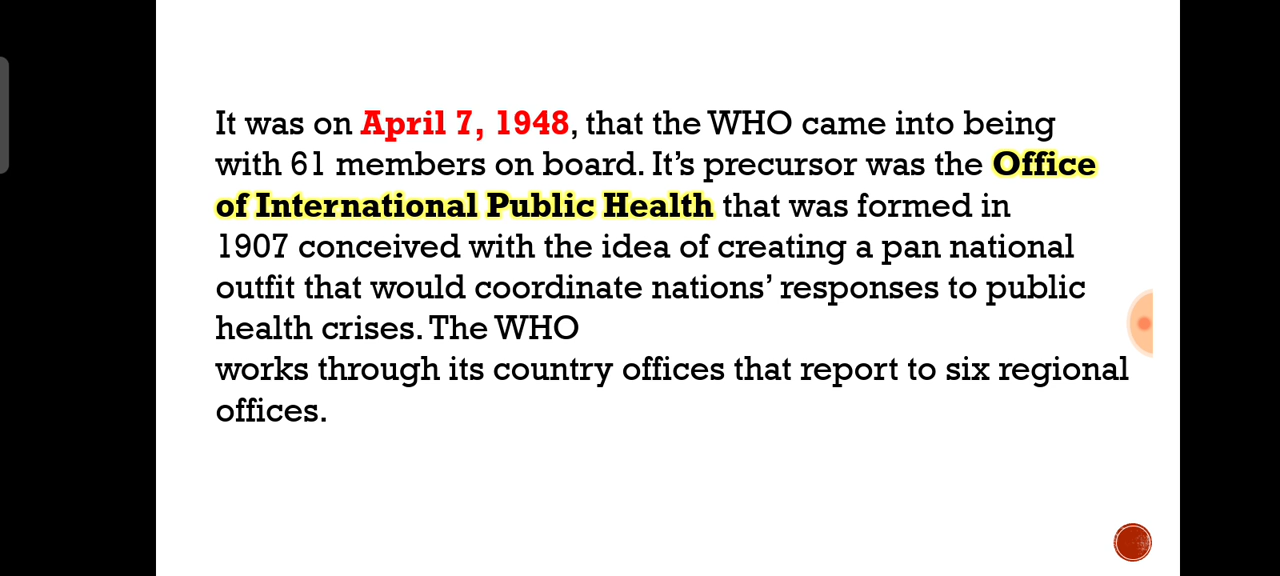 It was on April 7, 1948, that the WHO came into being
with 61 members on board. It’s precursor was the Office
of International Public Health that was formed in
1907 conceived with the idea of creating a pan national
outfit that would coordinate nations’ responses to public
health crises. The WHO
works through its country offices that report to six regional
offices.